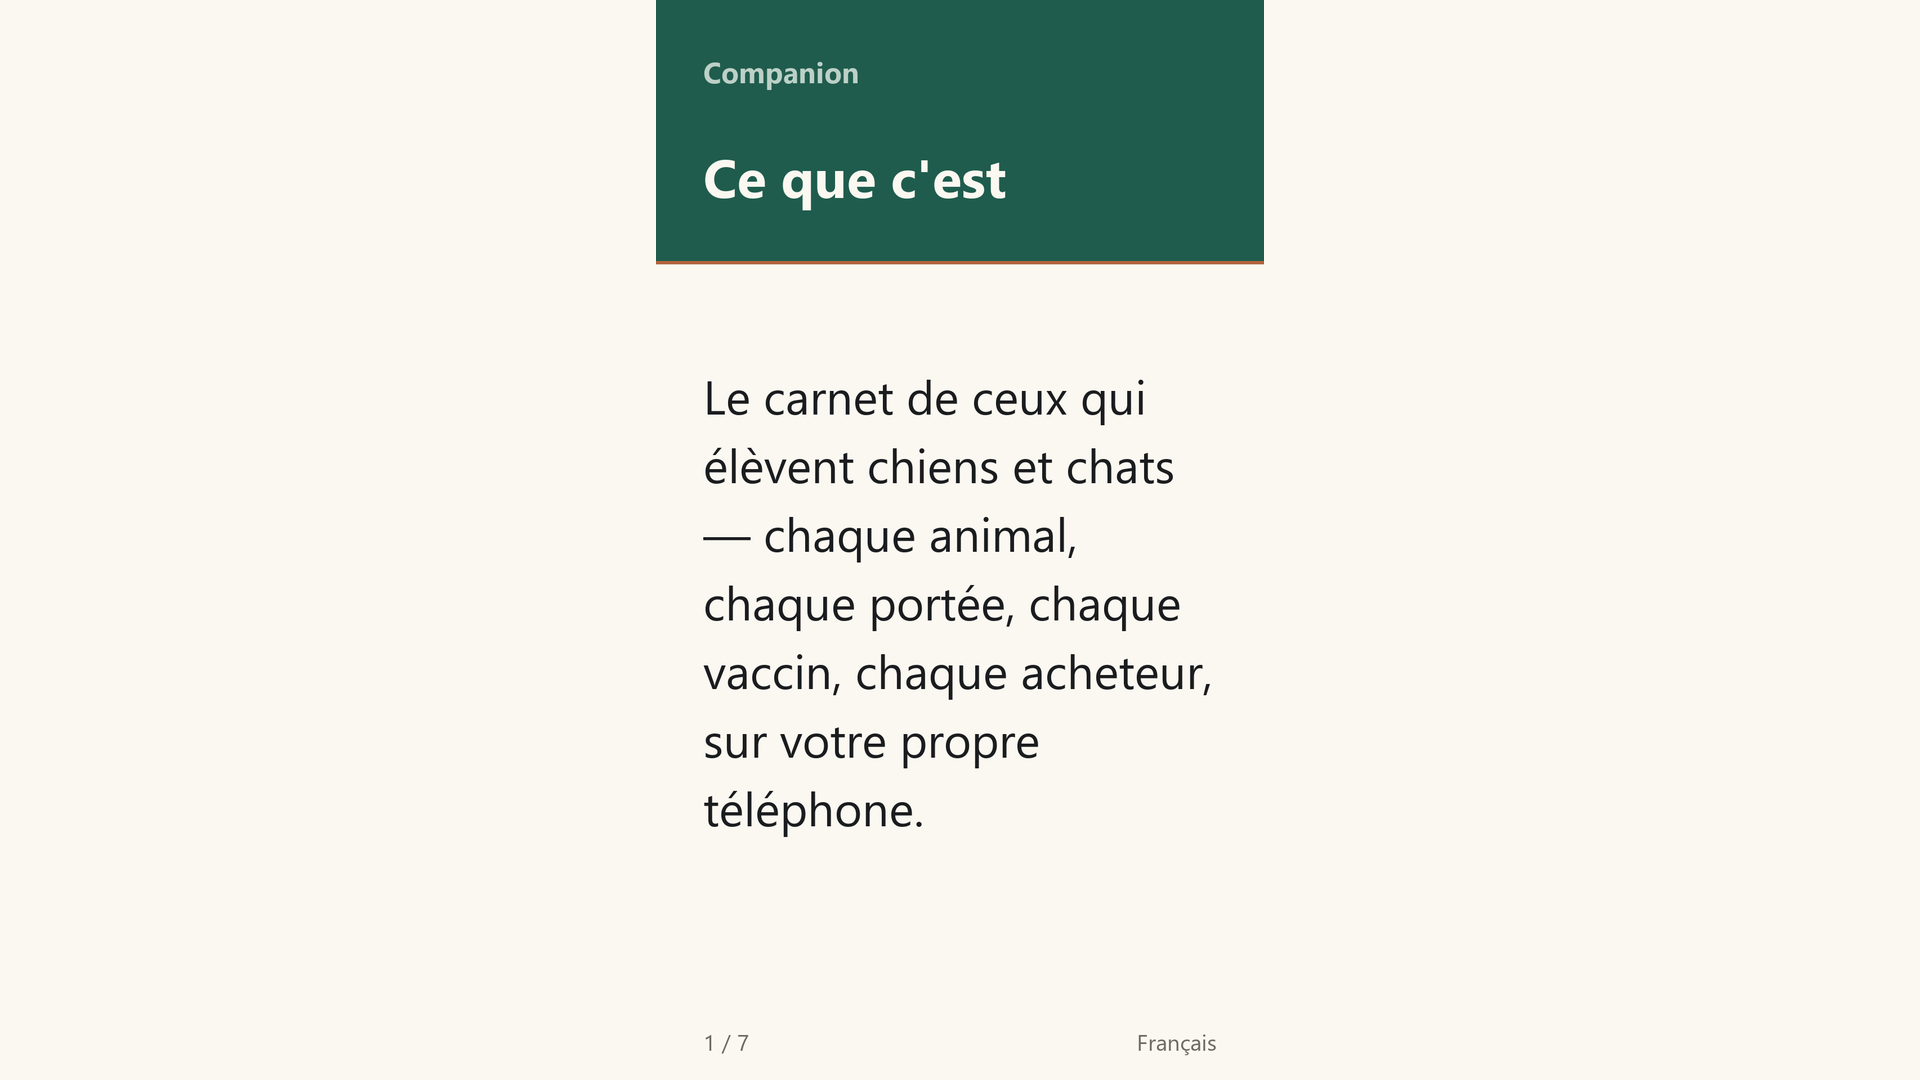 Companion
Ce que c'est
Le carnet de ceux qui
élèvent chiens et chats
— chaque animal,
chaque portée, chaque
vaccin, chaque acheteur,
sur votre propre
téléphone.
1 / 7
Français